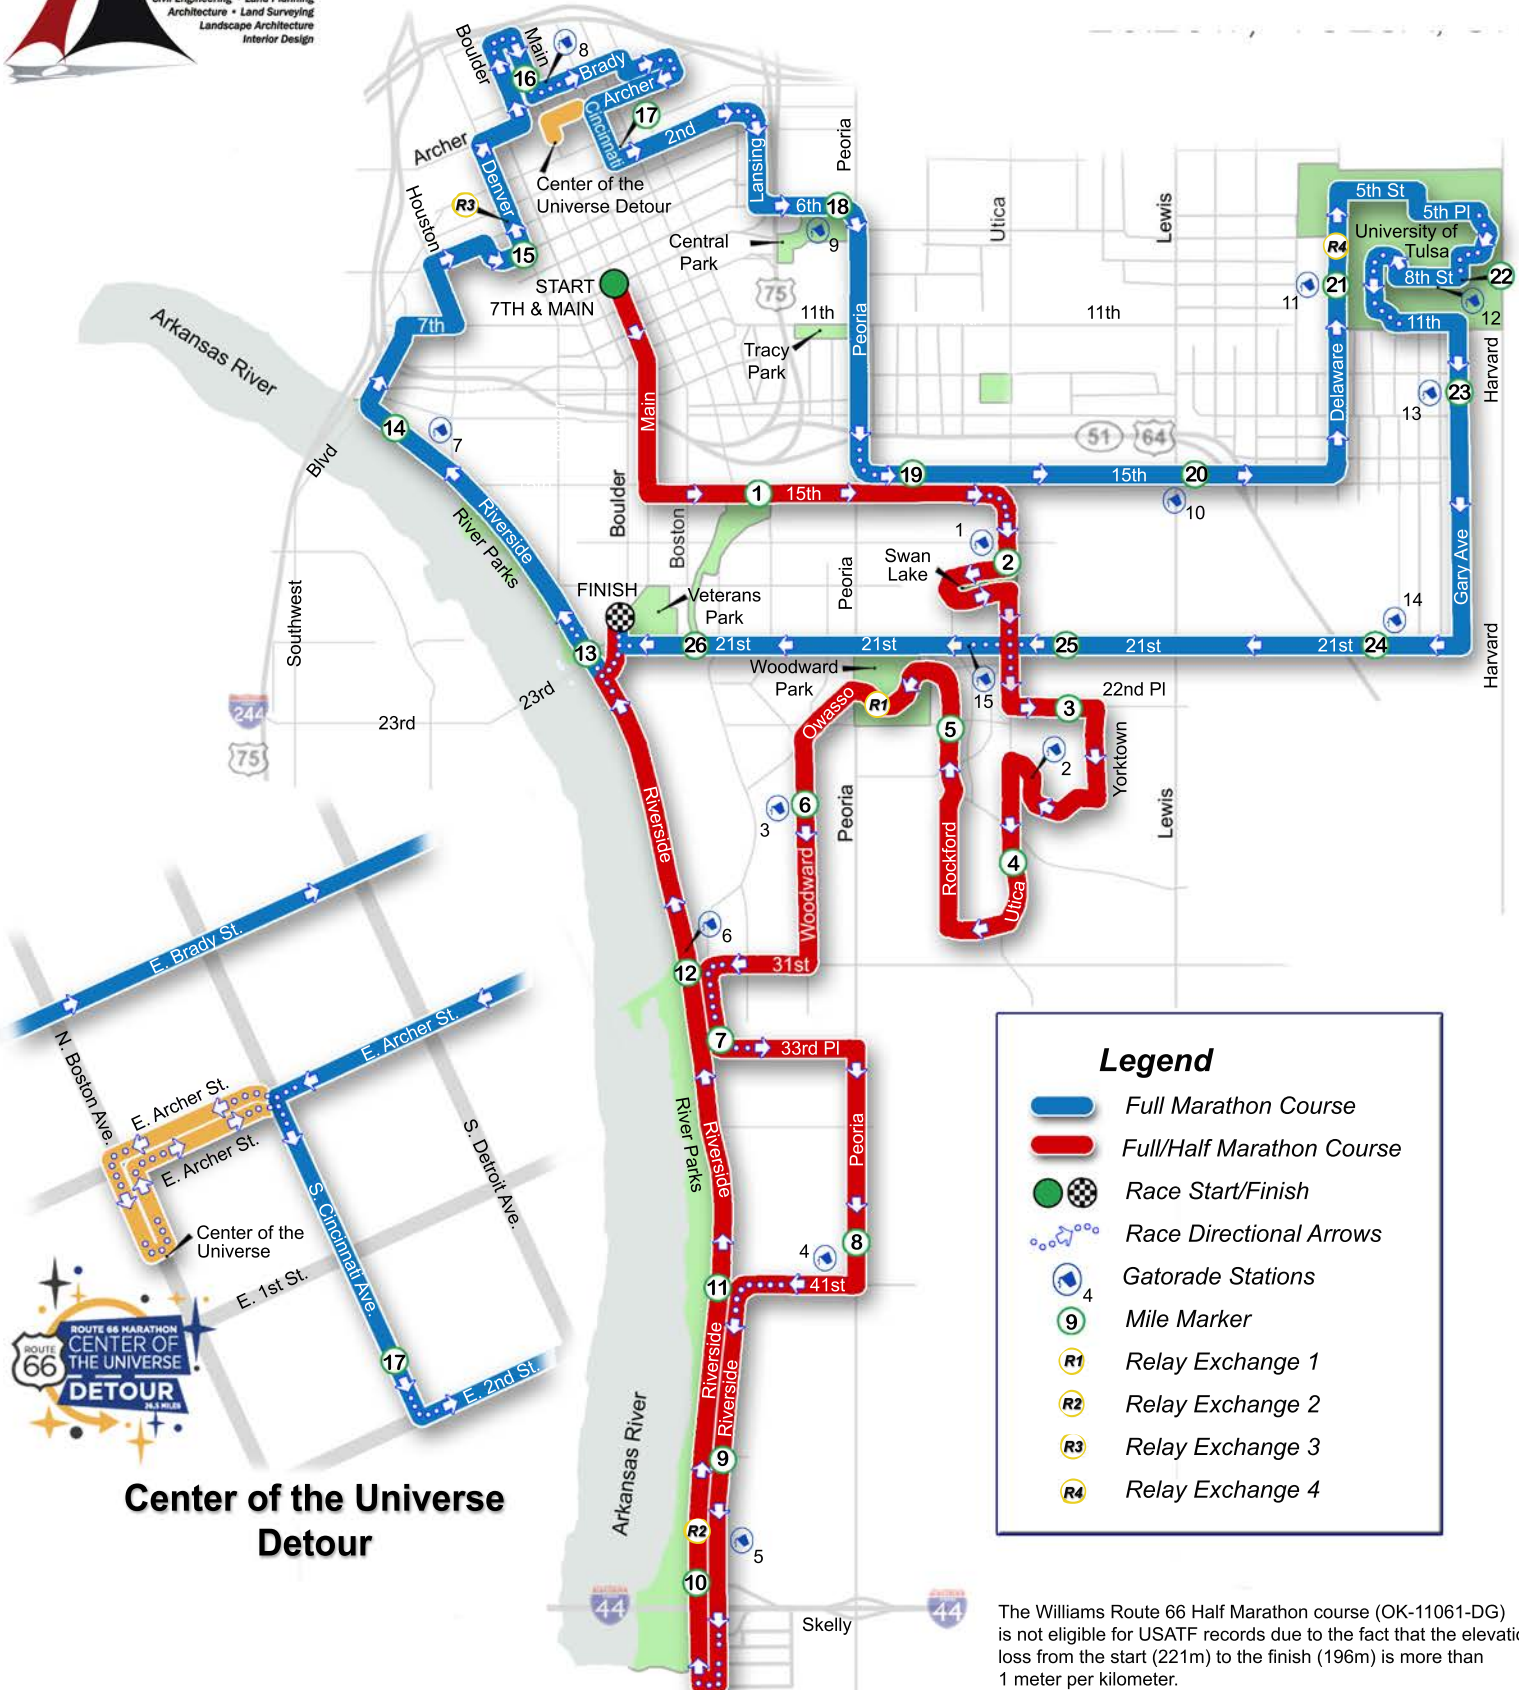 Architecture • Land Surveying
Landscape Architecture
Interior Design
Boulder
Main
8
16
Brady
Archer
Cincinnati
17
2nd
Archer
Denver
Lansing
Peoria
Center of the
Universe Detour
R3
Houston
15
6th
18
9
Central
Park
Utica
Lewis
5th St
5th Pl
University of
Tulsa
8th St
22
R4
21
11
12
11th
START
7TH & MAIN
75
11th
11th
Tracy
Park
Peoria
7th
Arkansas River
Main
Delaware
Harvard
23
13
14
7
51
64
Blvd
19
15th
20
10
1
15th
Boulder
Boston
Riverside
River Parks
1
2
Swan
Lake
Peoria
Gary Ave
14
Southwest
FINISH
Veterans
Park
13
26
21st
21st
25
21st
21st
24
Harvard
Woodward
Park
15
22nd Pl
23rd
23rd
244
75
R1
Owasso
3
5
Yorktown
2
Riverside
3
6
Peoria
Lewis
Woodward
Rockford
4
Utica
6
12
31st
7
33rd Pl
River Parks
Riverside
Peoria
8
4
11
41st
Riverside
Riverside
Arkansas River
9
R2
5
10
44
44
Skelly
E. Brady St.
N. Boston Ave.
E. Archer St.
E. Archer St.
E. Archer St.
S. Detroit Ave.
S. Cincinnati Ave.
Center of the
Universe
E. 1st St.
17
E. 2nd St.
ROUTE
66
ROUTE 66 MARATHON
CENTER OF
THE UNIVERSE
DETOUR
26.5 MILES
Center of the Universe
Detour
Legend
Full Marathon Course
Full/Half Marathon Course
Race Start/Finish
Race Directional Arrows
Gatorade Stations
4
9
Mile Marker
R1
Relay Exchange 1
R2
Relay Exchange 2
R3
Relay Exchange 3
R4
Relay Exchange 4
The Williams Route 66 Half Marathon course (OK-11061-DG)
is not eligible for USATF records due to the fact that the elevatio
loss from the start (221m) to the finish (196m) is more than
1 meter per kilometer.